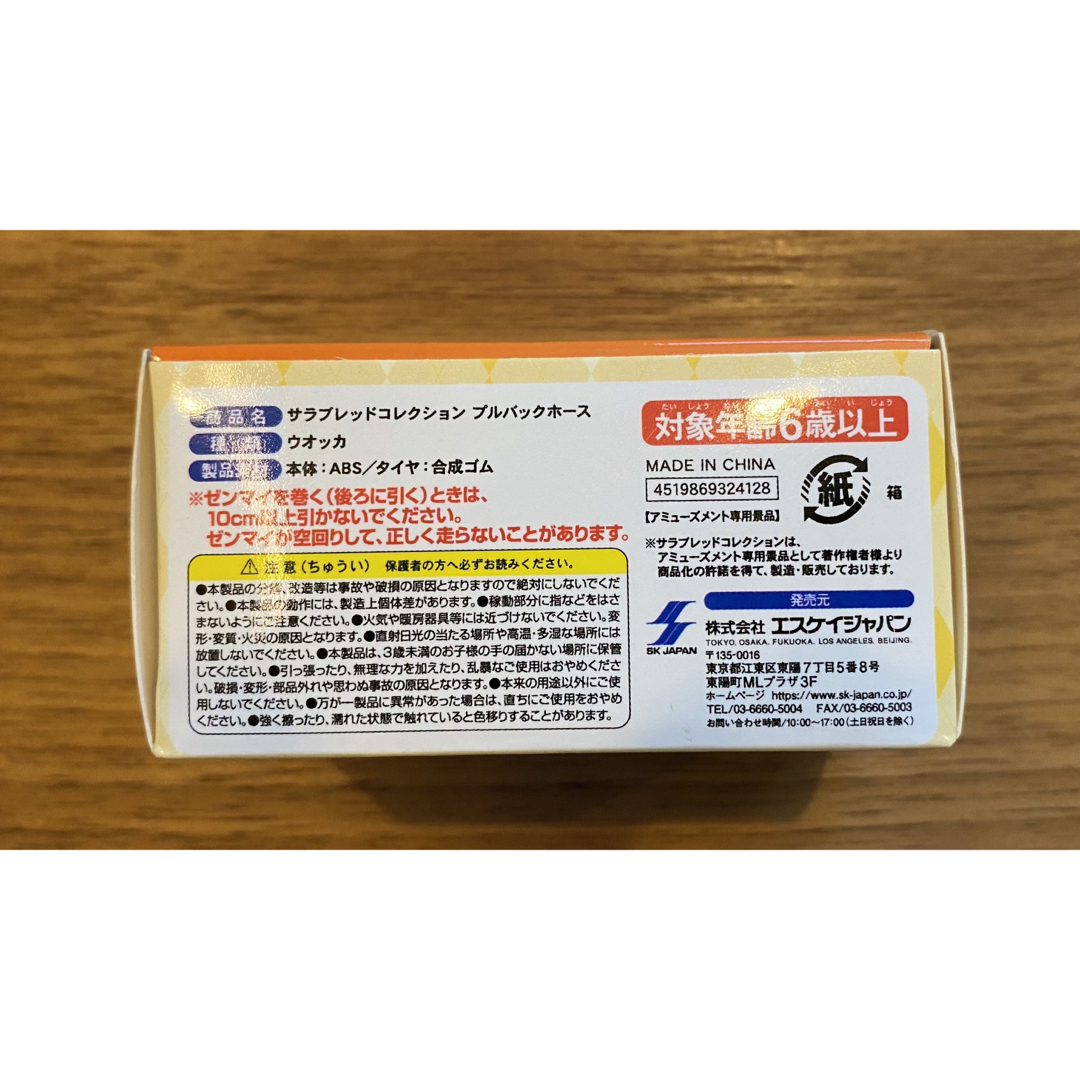 商品名 サラブレッドコレクション プルバックホース
種 類 ウオッカ
製品素材 本体：ABS／タイヤ：合成ゴム
※ゼンマイを巻く(後ろに引く)ときは、
10cm以上引かないでください。
ゼンマイが空回りして、正しく走らないことがあります。
注意(ちゅうい) 保護者の方へ必ずお読みください。
●本製品の分解、改造等は事故や破損の原因となりますので絶対にしないでくだ
さい。●本製品の動作には、製造上個体差があります。●稼動部分に指などをはさ
まないようにご注意ください。●火気や暖房器具等には近づけないでください。変
形・変質・火災の原因となります。●直射日光の当たる場所や高温・多湿な場所には
放置しないでください。●本製品は、3歳未満のお子様の手の届かない場所に保管
してください。●引っ張ったり、無理な力を加えたり、乱暴なご使用はおやめくださ
い。破損・変形・部品外れや思わぬ事故の原因となります。●本来の用途以外にご使
用しないでください。●万が一製品に異常があった場合は、直ちにご使用をおやめ
ください。●強く擦ったり、濡れた状態で触れていると色移りすることがあります。
たいしょうねんれい さい い じょう
対象年齢6歳以上
MADE IN CHINA
4519869324128
紙 箱
【アミューズメント専用景品】
※サラブレッドコレクションは、
アミューズメント専用景品として著作権者様より
商品化の許諾を得て、製造・販売しております。
発売元
SK JAPAN
株式会社 エスケイジャパン
TOKYO. OSAKA. FUKUOKA. LOS ANGELES. BEIJING.
〒135-0016
東京都江東区東陽7丁目5番8号
東陽町MLプラザ3F
ホームページ https://www.sk-japan.co.jp/
TEL/03-6660-5004 FAX/03-6660-5003
お問い合わせ時間/10:00〜17:00(土日祝日を除く)